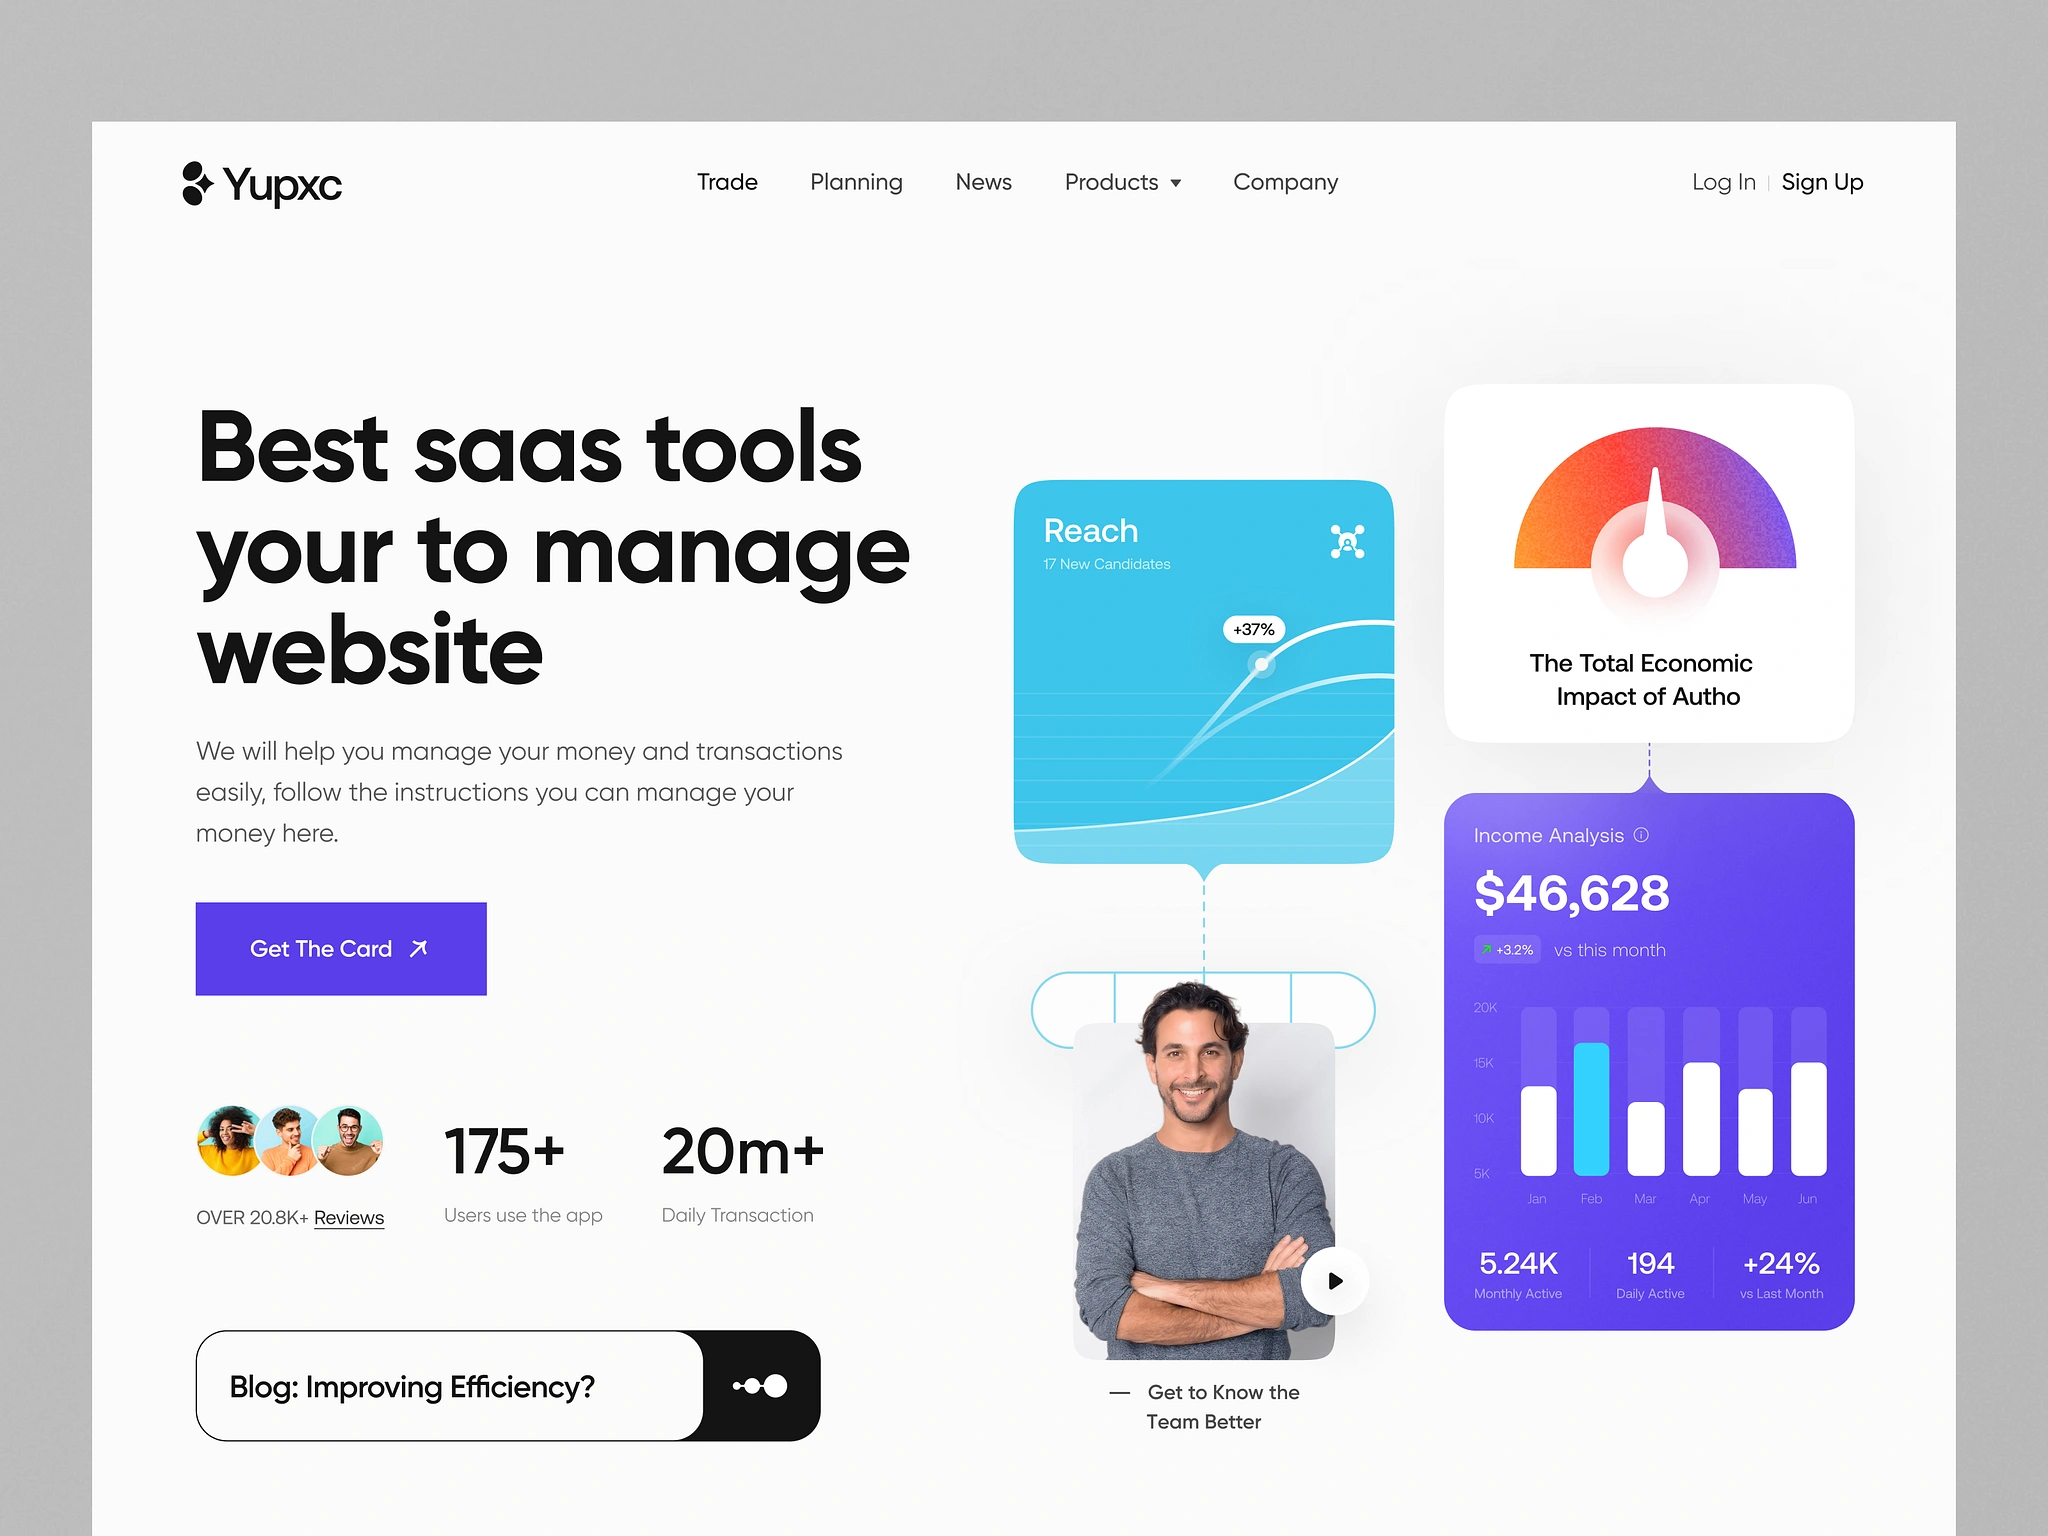 Yupxc
Trade
Planning
News
Products
Company
Log In
Sign Up
Best saas tools
your to manage
website
We will help you manage your money and transactions
easily, follow the instructions you can manage your
money here.
Get The Card
OVER 20.8K+ Reviews
175+
Users use the app
20m+
Daily Transaction
Blog: Improving Efficiency?
Reach
17 New Candidates
+37%
Get to Know the
Team Better
The Total Economic
Impact of Autho
Income Analysis
$46,628
+3.2%
vs this month
20K
15K
10K
5K
Jan
Feb
Mar
Apr
May
Jun
5.24K
Monthly Active
194
Daily Active
+24%
vs Last Month